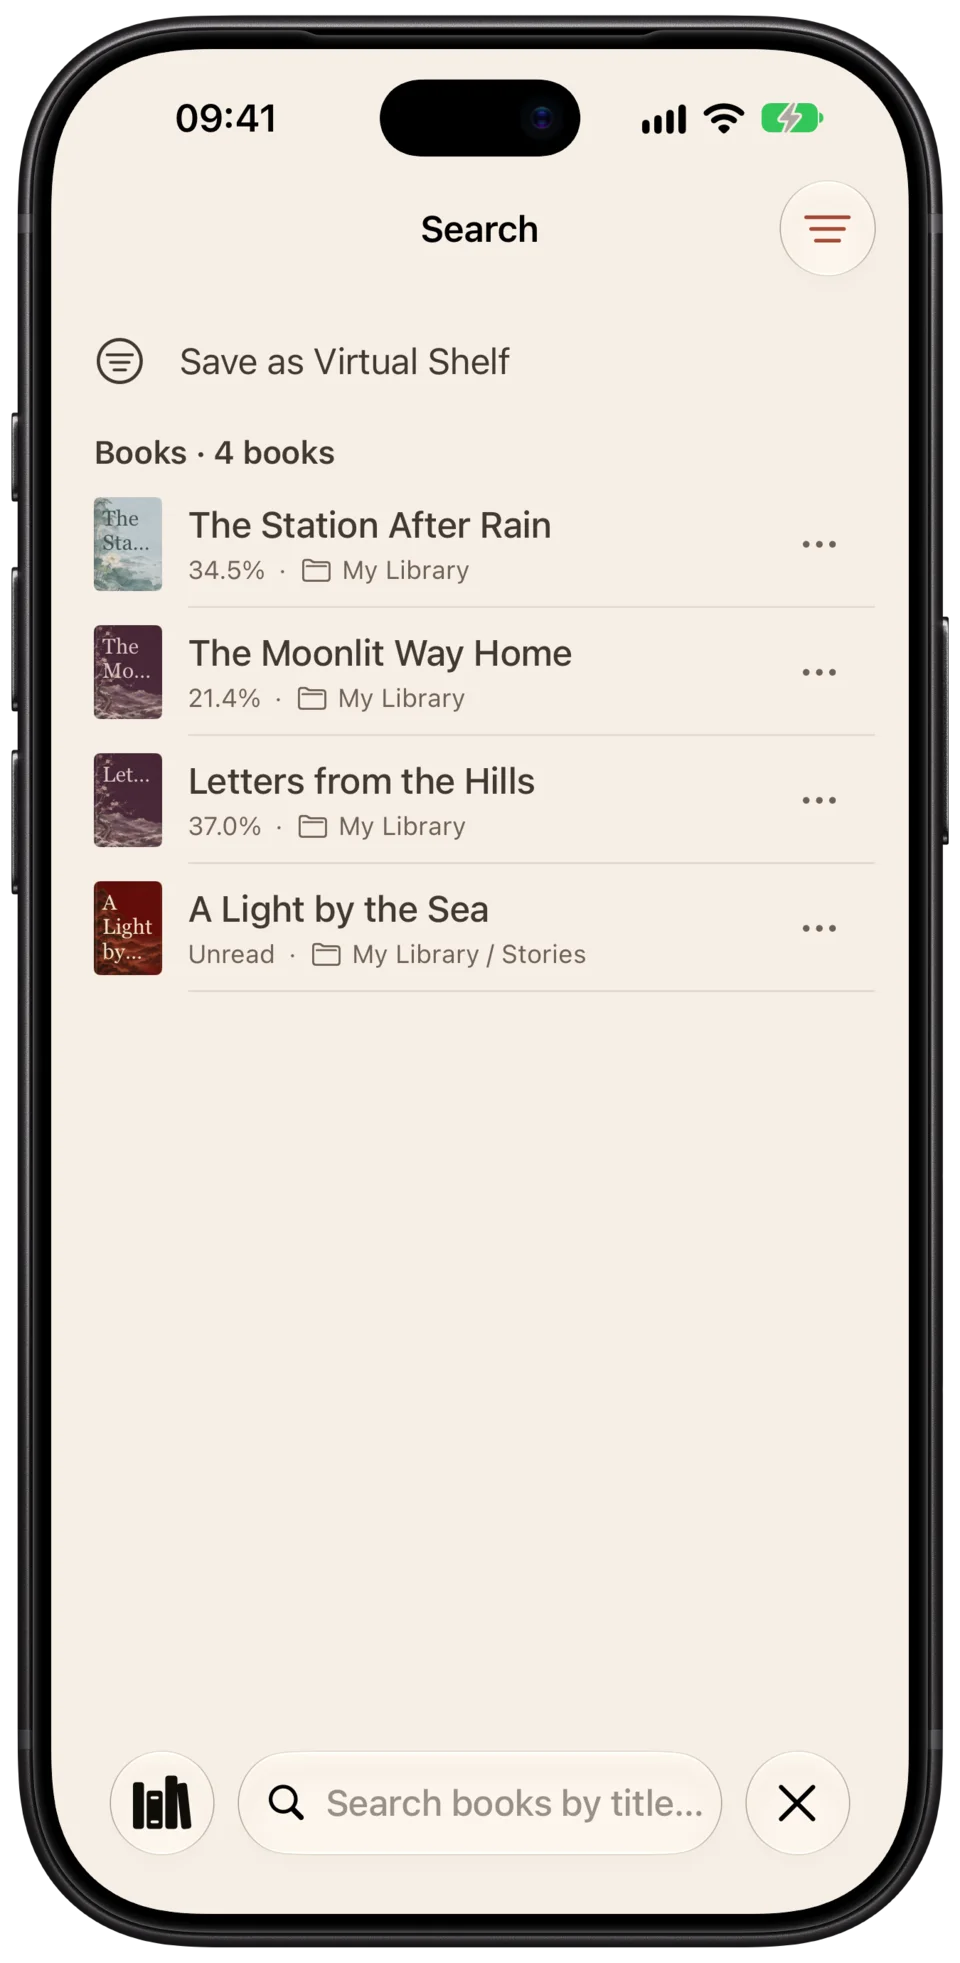 09:41
Search
Save as Virtual Shelf
Books · 4 books
The
Sta...
The Station After Rain
34.5% · My Library
The
Mo...
The Moonlit Way Home
21.4% · My Library
Let...
Letters from the Hills
37.0% · My Library
A
Light
by...
A Light by the Sea
Unread · My Library / Stories
Search books by title...